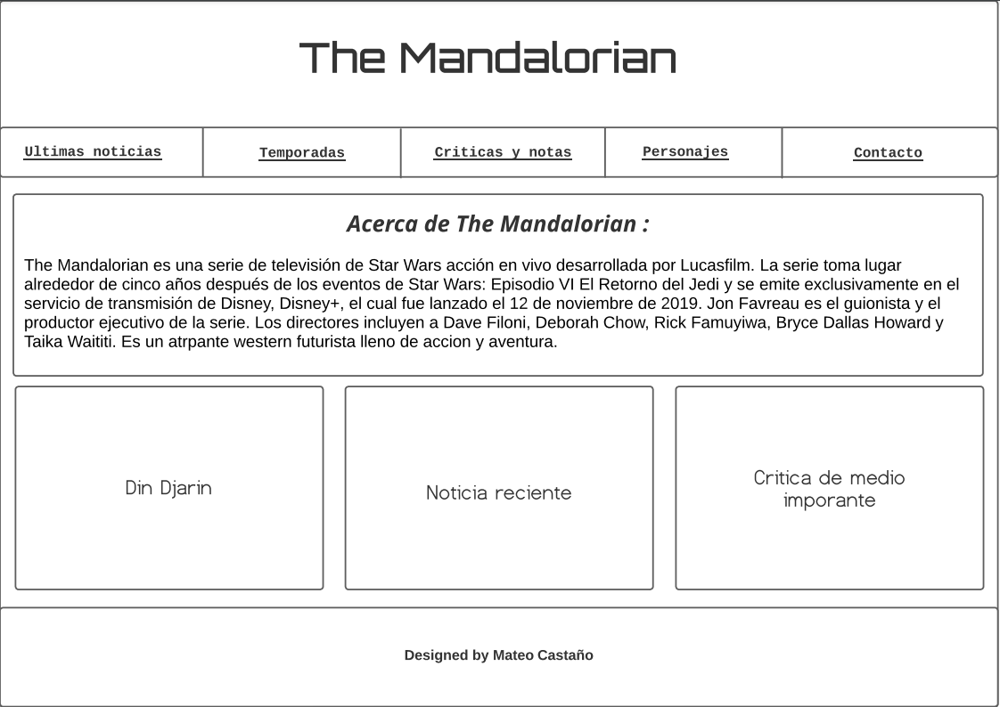 The Mandalorian
Ultimas noticias
Temporadas
Criticas y notas
Personajes
Contacto
Acerca de The Mandalorian :
The Mandalorian es una serie de televisión de Star Wars acción en vivo desarrollada por Lucasfilm. La serie toma lugar
alrededor de cinco años después de los eventos de Star Wars: Episodio VI El Retorno del Jedi y se emite exclusivamente en el
servicio de transmisión de Disney, Disney+, el cual fue lanzado el 12 de noviembre de 2019. Jon Favreau es el guionista y el
productor ejecutivo de la serie. Los directores incluyen a Dave Filoni, Deborah Chow, Rick Famuyiwa, Bryce Dallas Howard y
Taika Waititi. Es un atrpante western futurista lleno de accion y aventura.
Din Djarin
Noticia reciente
Critica de medio
imporante
Designed by Mateo Castaño